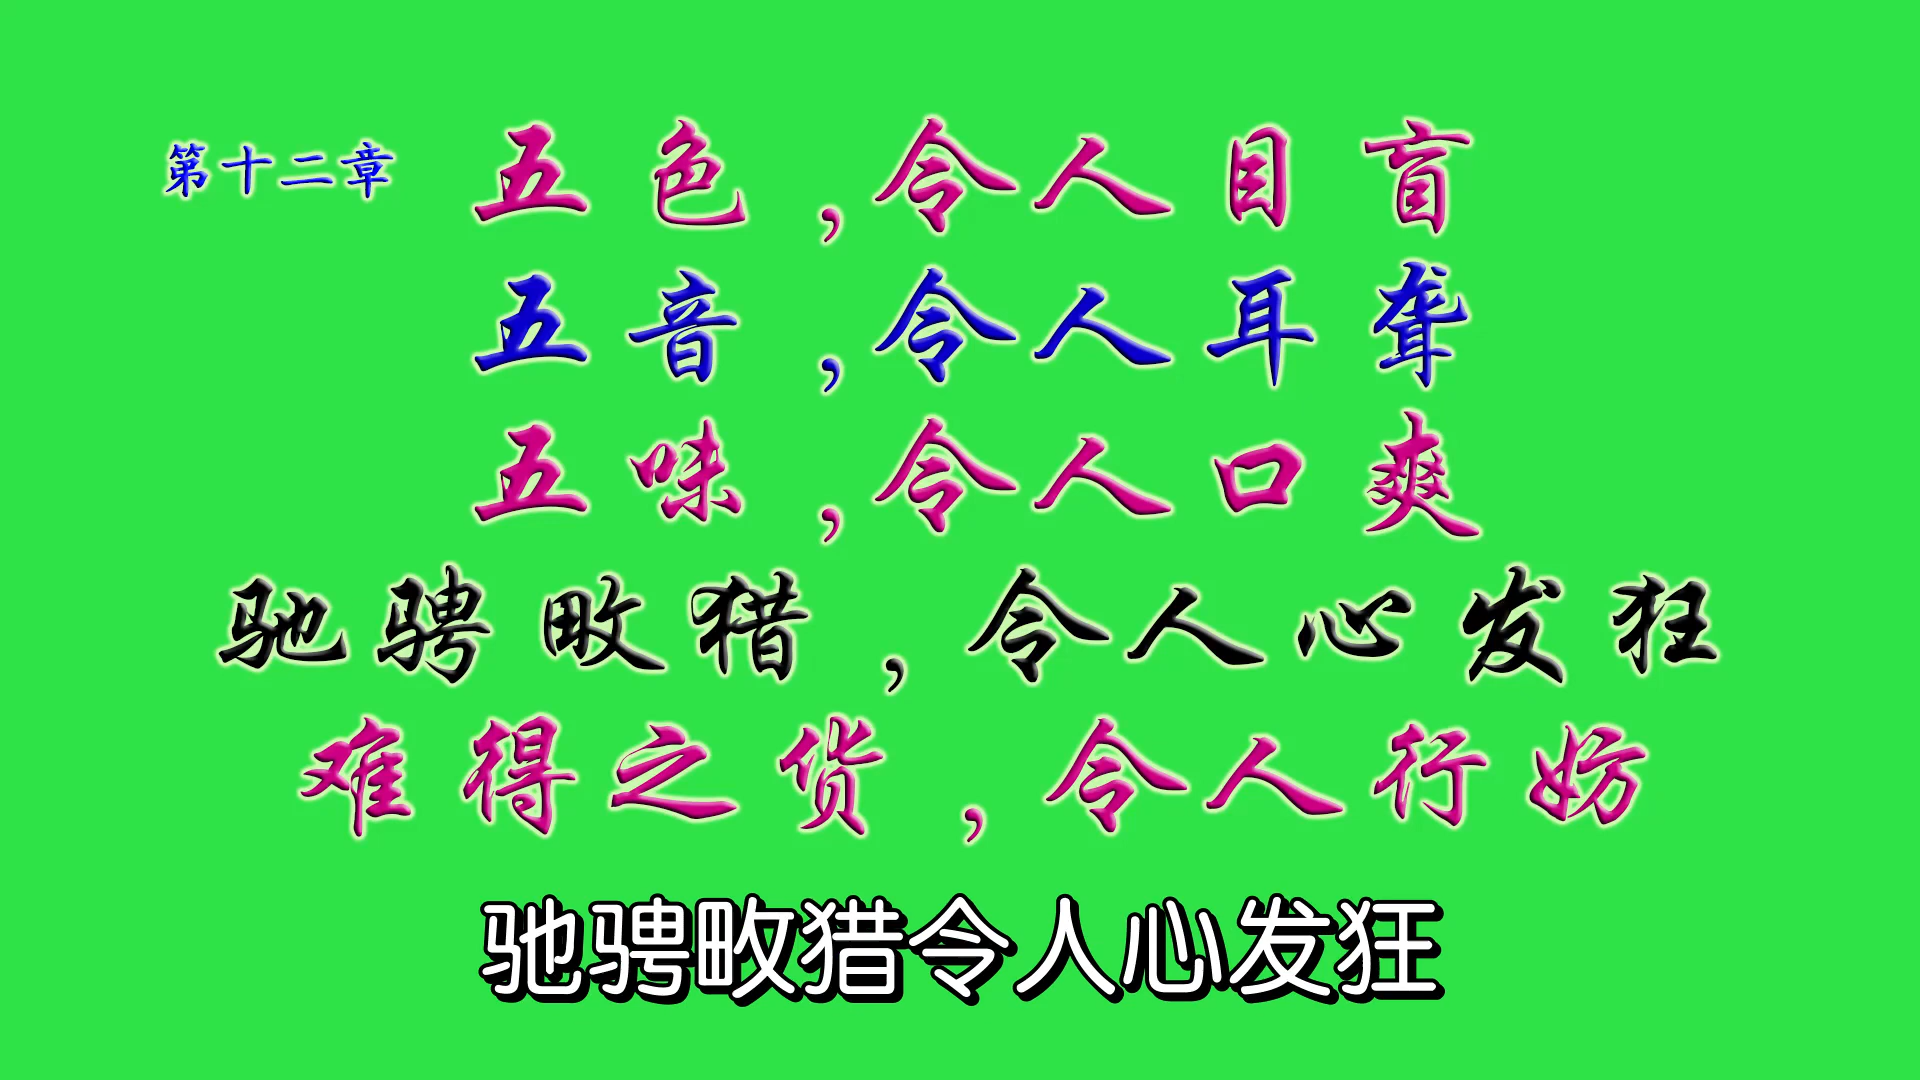 第十二章
五色,令人目盲
五音,令人耳聋
五味,令人口爽
驰骋畋猎,令人心发狂
难得之货,令人行妨
驰骋畋猎令人心发狂